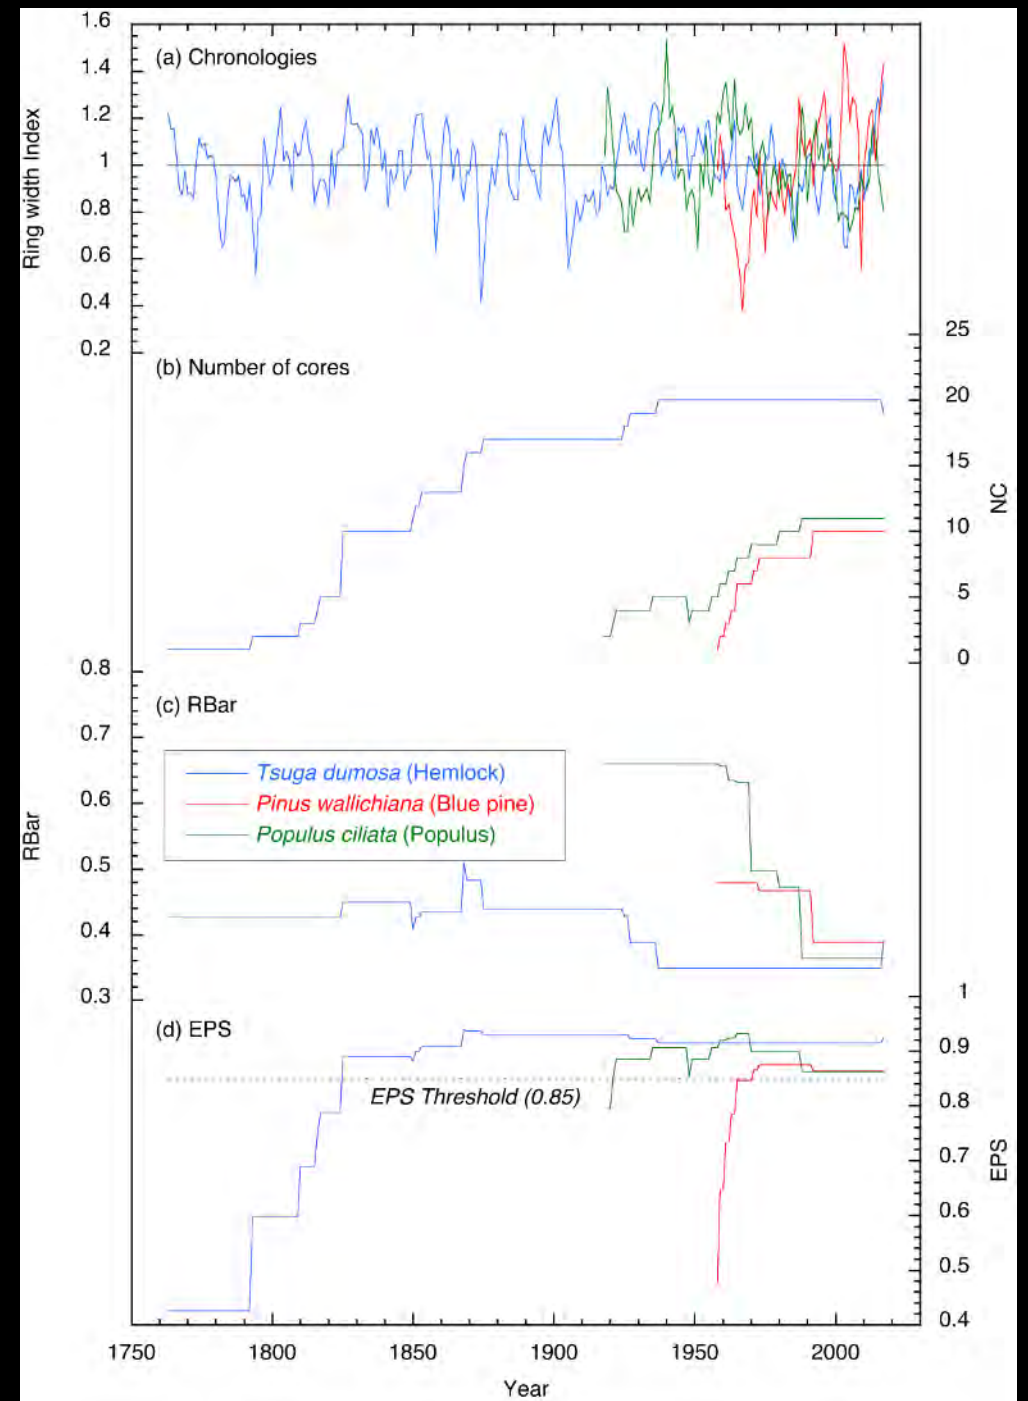 (a) Chronologies
1.6
1.4
1.2
1
0.8
0.6
0.4
0.2
Ring width Index
(b) Number of cores
25
20
15
10
5
0
NC
(c) RBar
0.8
0.7
0.6
0.5
0.4
0.3
RBar
Tsuga dumosa (Hemlock)
Pinus wallichiana (Blue pine)
Populus ciliata (Populus)
(d) EPS
EPS Threshold (0.85)
1
0.9
0.8
0.7
0.6
0.5
0.4
EPS
1750 1800 1850 1900 1950 2000
Year